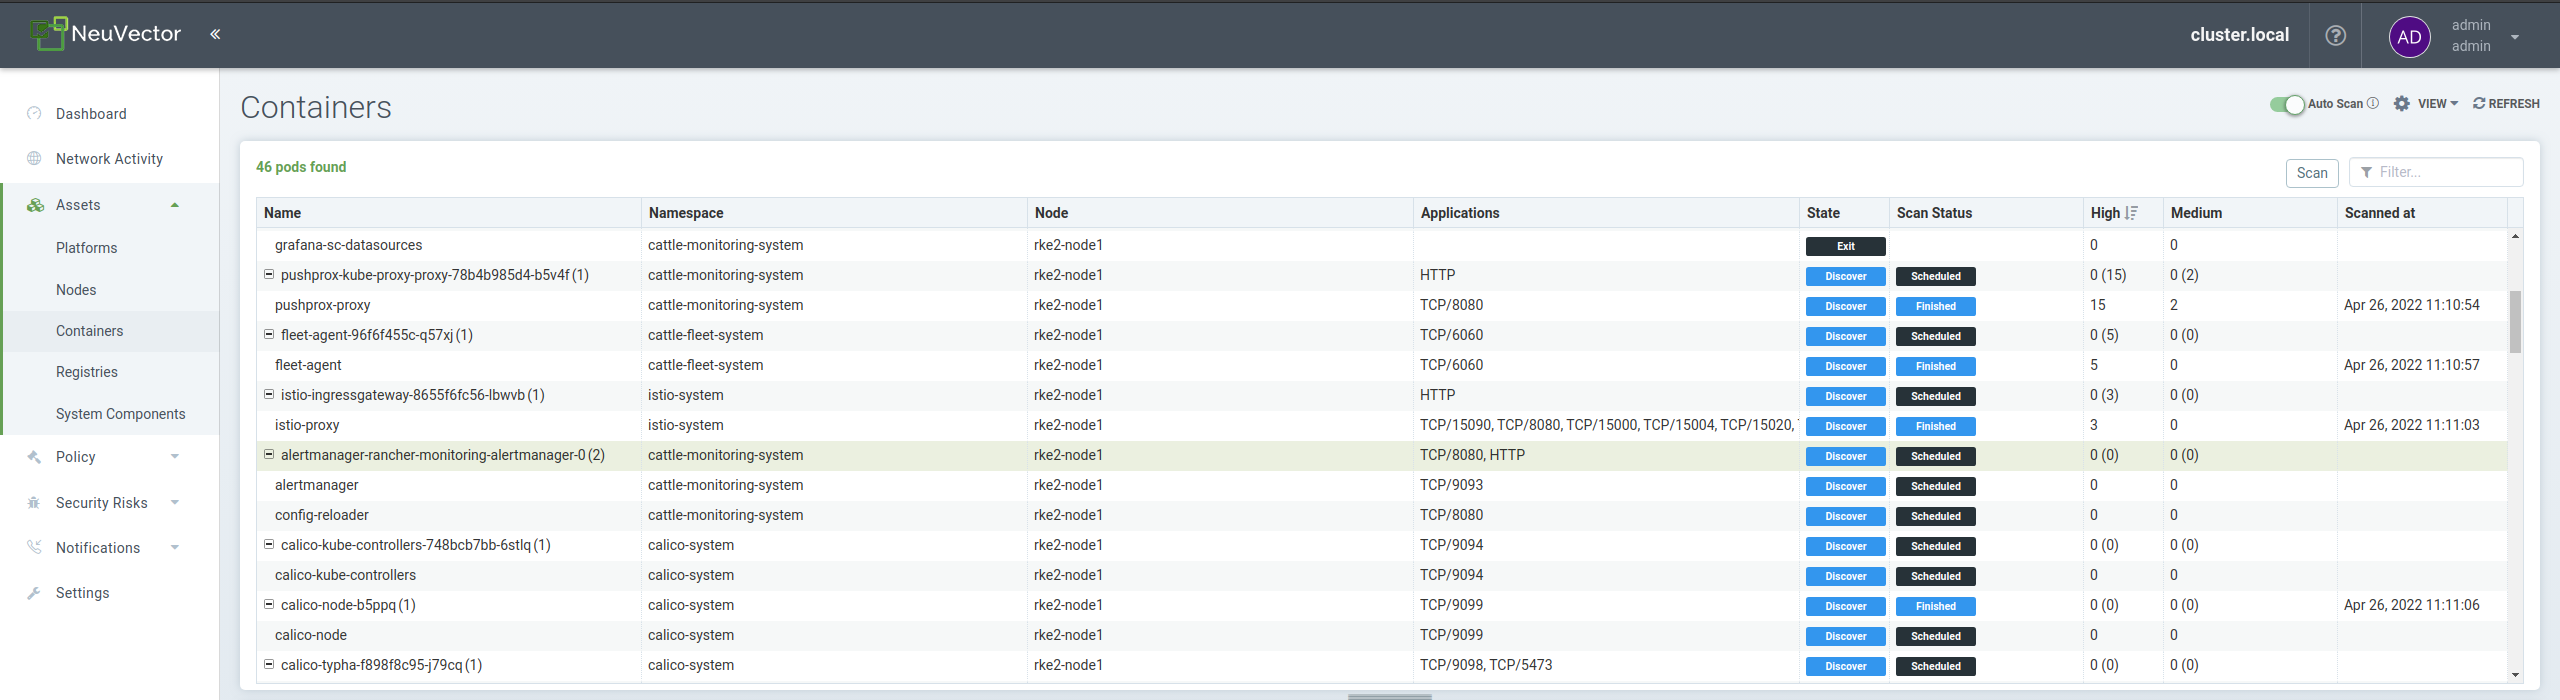 NeuVector «
cluster.local
AD
admin
admin
Dashboard
Network Activity
Assets
Platforms
Nodes
Containers
Registries
System Components
Policy
Security Risks
Notifications
Settings
Containers
Auto Scan VIEW REFRESH
46 pods found
Scan Filter...
Name Namespace Node Applications State Scan Status High Medium Scanned at
grafana-sc-datasources cattle-monitoring-system rke2-node1 Exit 0 0
pushprox-kube-proxy-proxy-78b4b985d4-b5v4f (1) cattle-monitoring-system rke2-node1 HTTP Discover Scheduled 0 (15) 0 (2)
pushprox-proxy cattle-monitoring-system rke2-node1 TCP/8080 Discover Finished 15 2 Apr 26, 2022 11:10:54
fleet-agent-96f6f455c-q57xj (1) cattle-fleet-system rke2-node1 TCP/6060 Discover Scheduled 0 (5) 0 (0)
fleet-agent cattle-fleet-system rke2-node1 TCP/6060 Discover Finished 5 0 Apr 26, 2022 11:10:57
istio-ingressgateway-8655f6fc56-lbwvb (1) istio-system rke2-node1 HTTP Discover Scheduled 0 (3) 0 (0)
istio-proxy istio-system rke2-node1 TCP/15090, TCP/8080, TCP/15000, TCP/15004, TCP/15020, Discover Finished 3 0 Apr 26, 2022 11:11:03
alertmanager-rancher-monitoring-alertmanager-0 (2) cattle-monitoring-system rke2-node1 TCP/8080, HTTP Discover Scheduled 0 (0) 0 (0)
alertmanager cattle-monitoring-system rke2-node1 TCP/9093 Discover Scheduled 0 0
config-reloader cattle-monitoring-system rke2-node1 TCP/8080 Discover Scheduled 0 0
calico-kube-controllers-748bcb7bb-6stlq (1) calico-system rke2-node1 TCP/9094 Discover Scheduled 0 (0) 0 (0)
calico-kube-controllers calico-system rke2-node1 TCP/9094 Discover Scheduled 0 0
calico-node-b5ppq (1) calico-system rke2-node1 TCP/9099 Discover Finished 0 (0) 0 (0) Apr 26, 2022 11:11:06
calico-node calico-system rke2-node1 TCP/9099 Discover Scheduled 0 0
calico-typha-f898f8c95-j79cq (1) calico-system rke2-node1 TCP/9098, TCP/5473 Discover Scheduled 0 (0) 0 (0)